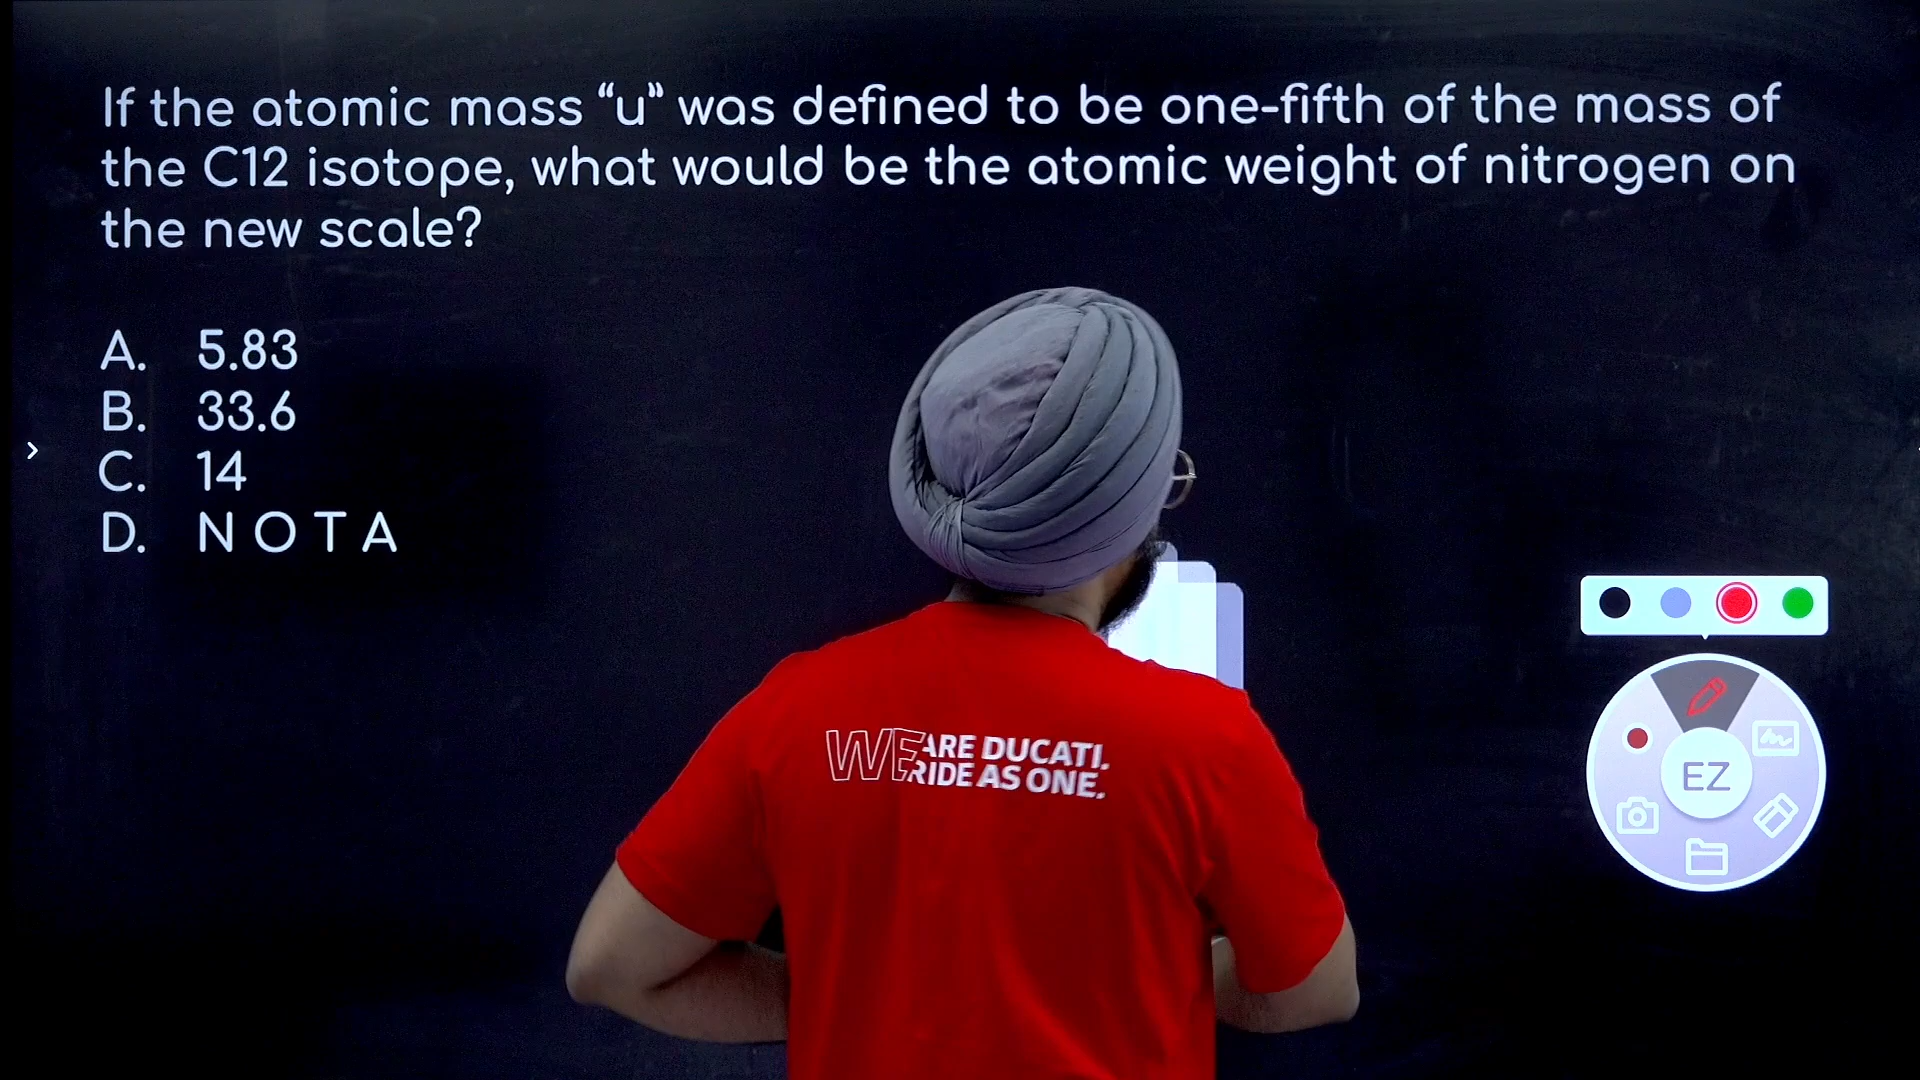 If the atomic mass “u” was defined to be one-fifth of the mass of
the C12 isotope, what would be the atomic weight of nitrogen on
the new scale?
A. 5.83
B. 33.6
C. 14
D. N O T A
WE ARE DUCATI.
RIDE AS ONE.
EZ